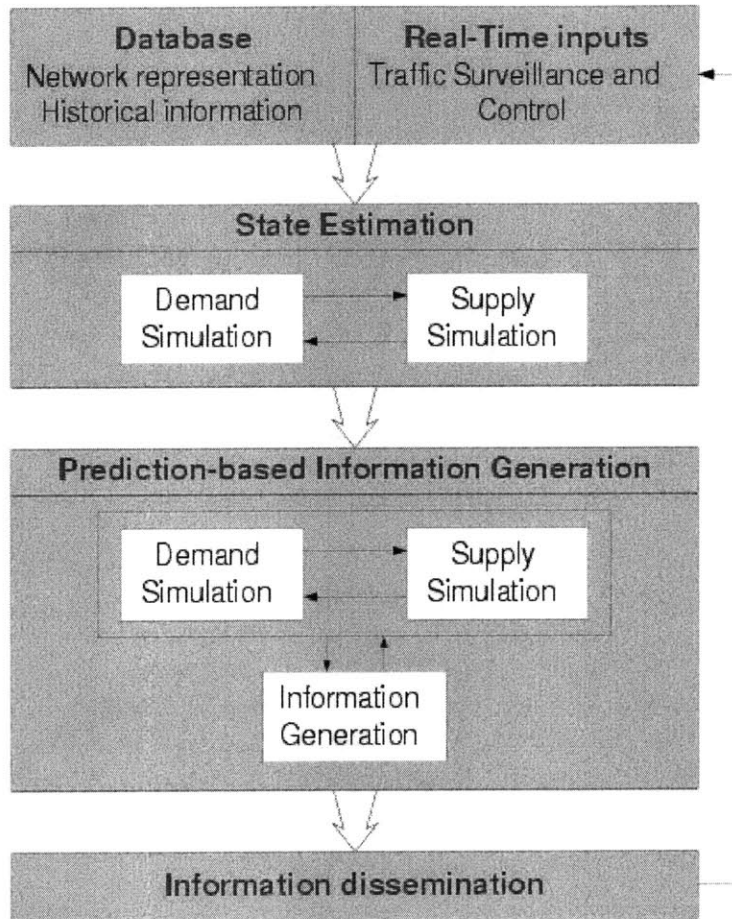 Database
Network representation
Historical information
Real-Time inputs
Traffic Surveillance and
Control
State Estimation
Demand
Simulation
Supply
Simulation
Prediction-based Information Generation
Demand
Simulation
Supply
Simulation
Information
Generation
Information dissemination